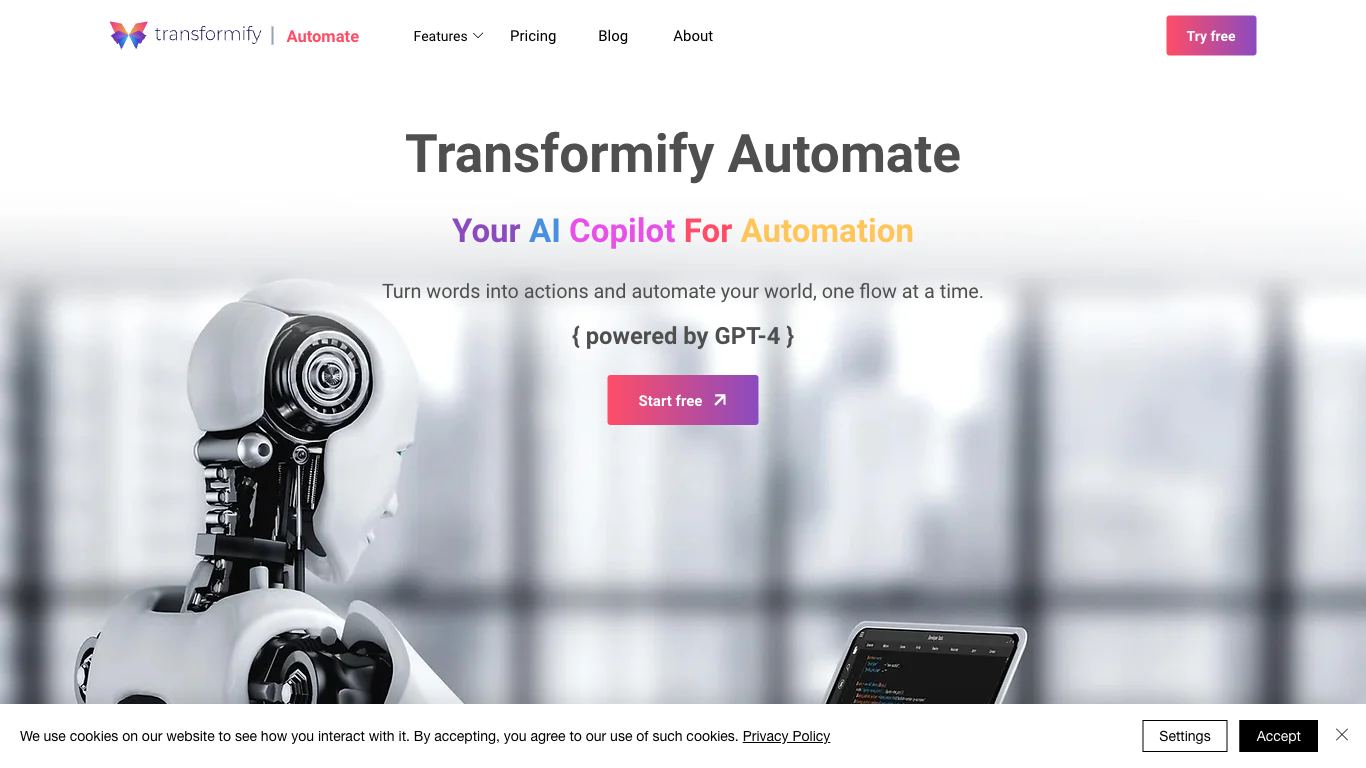 transformify | Automate
Features
Pricing
Blog
About
Try free
Transformify Automate
Your AI Copilot For Automation
Turn words into actions and automate your world, one flow at a time.
{ powered by GPT-4 }
Start free
We use cookies on our website to see how you interact with it. By accepting, you agree to our use of such cookies. Privacy Policy
Settings
Accept